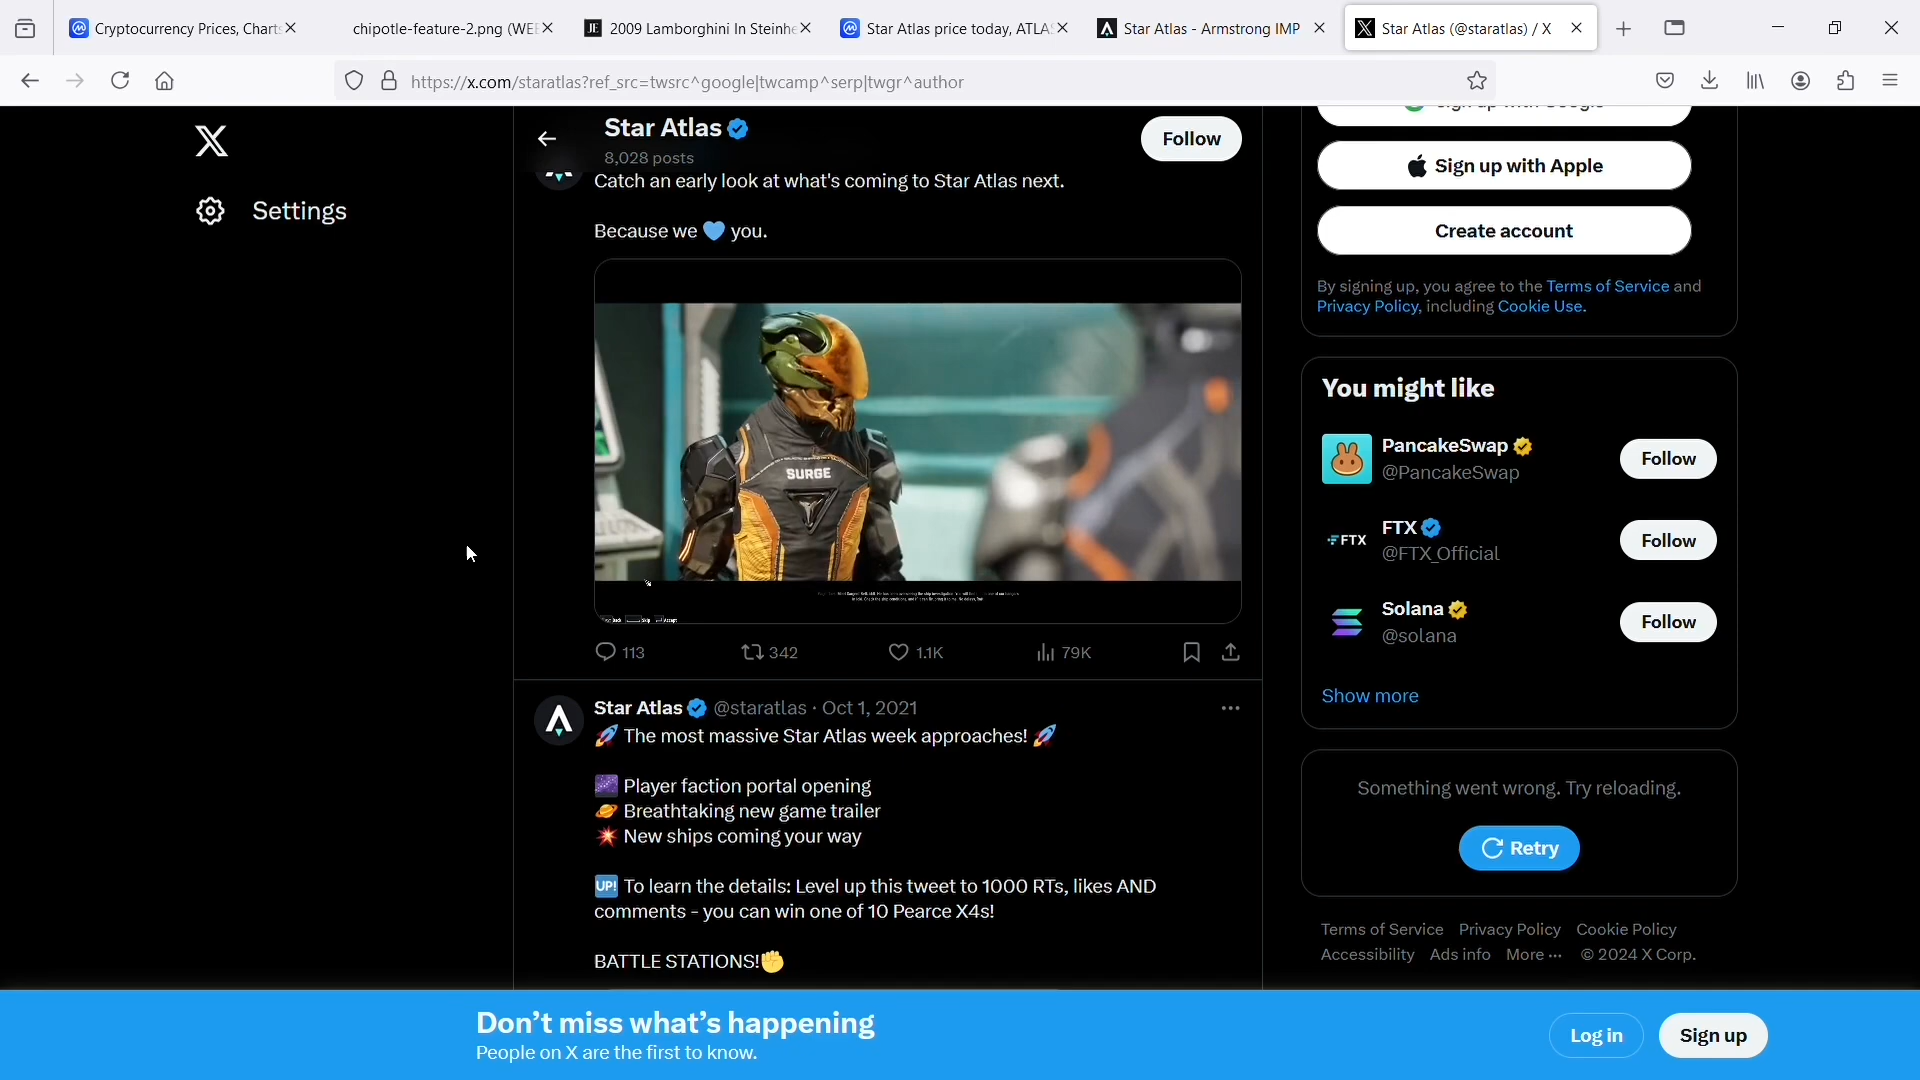 Cryptocurrency Prices, Charts
chipotle-feature-2.png (WEE
JE 2009 Lamborghini In Steinhe
Star Atlas price today, ATLA
Star Atlas - Armstrong IMP
Star Atlas (@staratlas) / X
https://x.com/staratlas?ref_src=twsrc^google|twcamp^serp|twgr^author
Settings
Star Atlas
8,028 posts
Follow
Catch an early look at what's coming to Star Atlas next.
Because we 💙 you.
SURGE
113
342
1.1K
79K
Star Atlas @staratlas · Oct 1, 2021
🚀 The most massive Star Atlas week approaches! 🚀
🌌 Player faction portal opening
🪐 Breathtaking new game trailer
💥 New ships coming your way
🆙 To learn the details: Level up this tweet to 1000 RTs, likes AND
comments - you can win one of 10 Pearce X4s!
BATTLE STATIONS!✊
Sign up with Google
Sign up with Apple
Create account
By signing up, you agree to the Terms of Service and
Privacy Policy, including Cookie Use.
You might like
PancakeSwap
@PancakeSwap
Follow
FTX
FTX
@FTX_Official
Follow
Solana
@solana
Follow
Show more
Something went wrong. Try reloading.
Retry
Terms of Service Privacy Policy Cookie Policy
Accessibility Ads info More ··· © 2024 X Corp.
Don’t miss what’s happening
People on X are the first to know.
Log in
Sign up